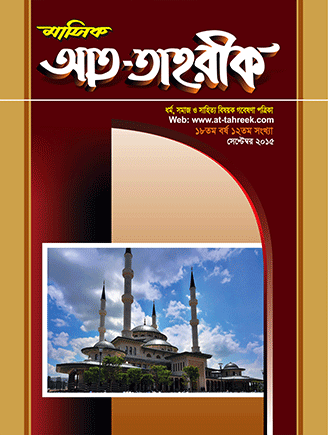 মাসিক
আত-তাহরীক
ধর্ম, সমাজ ও সাহিত্য বিষয়ক গবেষণা পত্রিকা
Web: www.at-tahreek.com
১৮তম বর্ষ ১২তম সংখ্যা
সেপ্টেম্বর ২০১৫